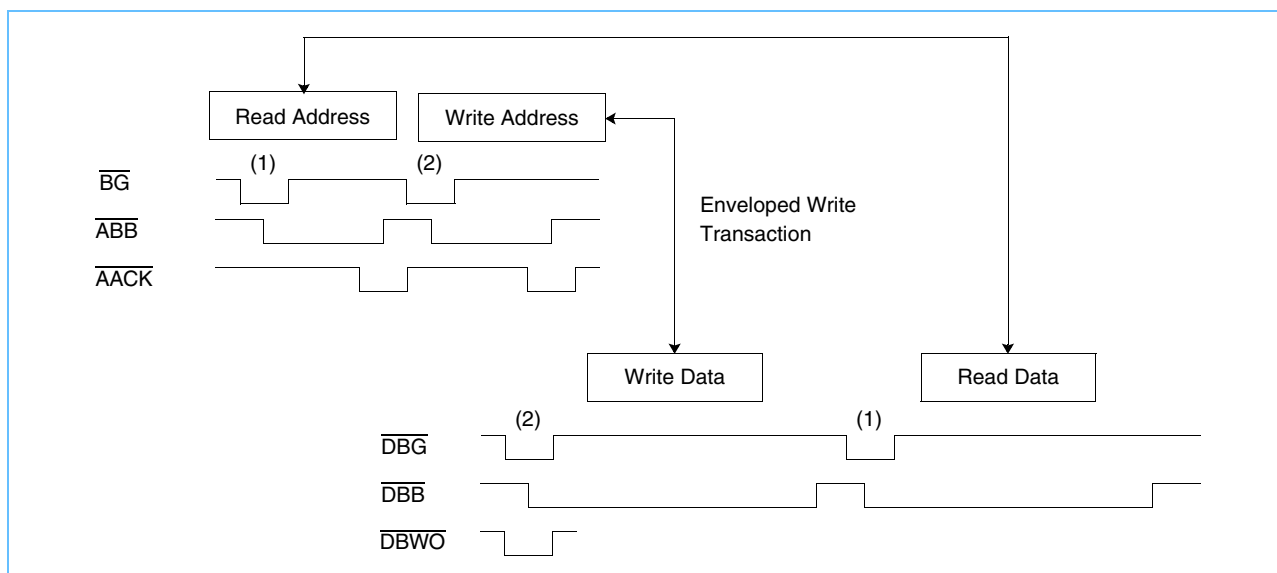 Read Address
Write Address
(1)
(2)
BG
ABB
AACK
Enveloped Write
Transaction
Write Data
Read Data
(2)
(1)
DBG
DBB
DBWO